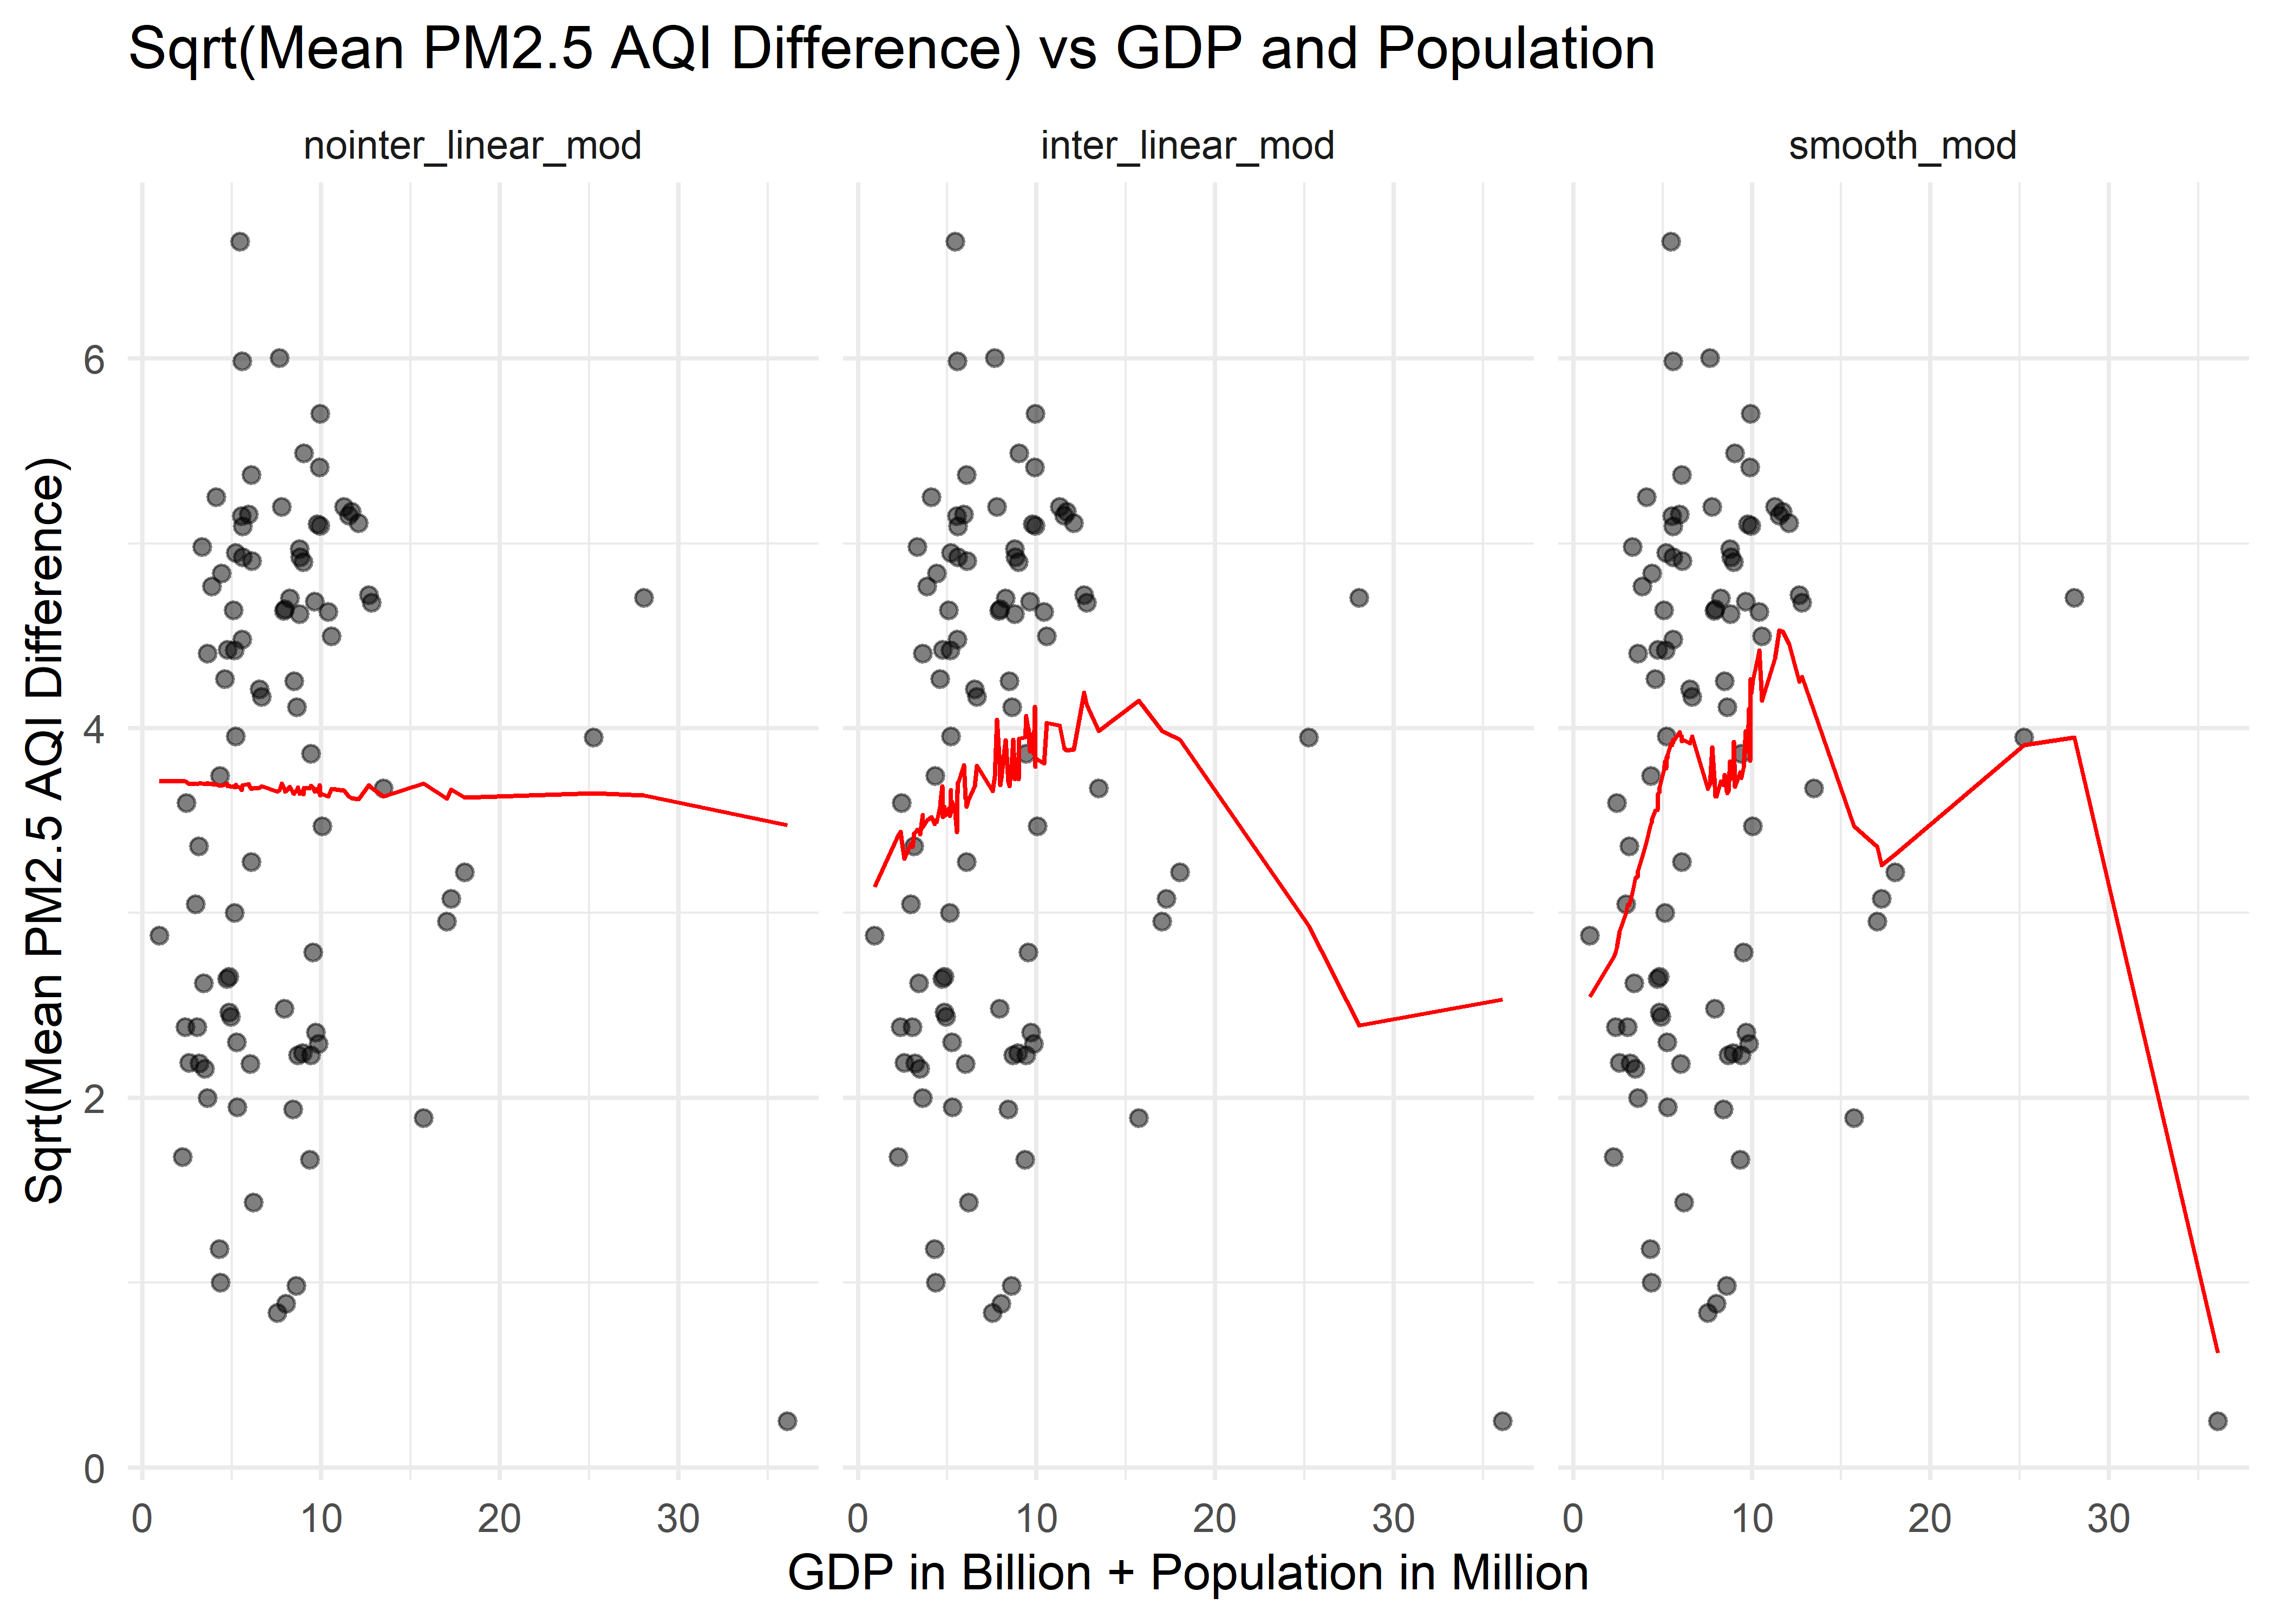 Sqrt(Mean PM2.5 AQI Difference) vs GDP and Population
nointer_linear_mod
inter_linear_mod
smooth_mod
Sqrt(Mean PM2.5 AQI Difference)
6
4
2
0
0 10 20 30
0 10 20 30
0 10 20 30
GDP in Billion + Population in Million